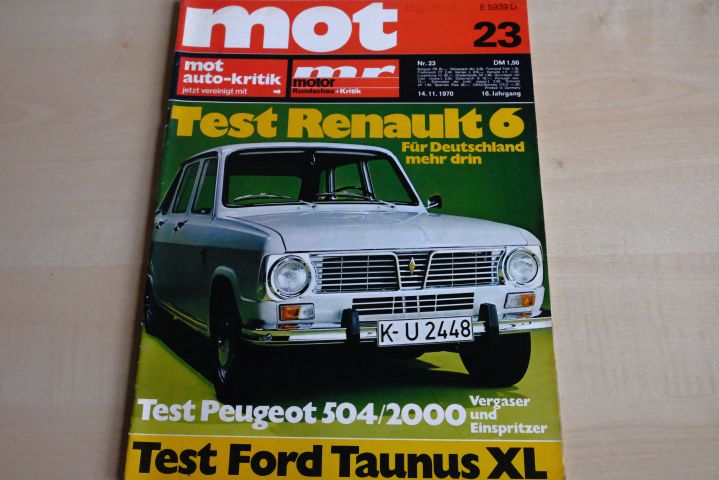 mot
E 5939 D
23
mot
auto-kritik
jetzt vereinigt mit
mr
motor
Rundschau+Kritik
Nr. 23
DM 1,50
14.11.1970
16. Jahrgang
Test Renault 6
Für Deutschland
mehr drin
K-U 2448
Test Peugeot 504/2000
Vergaser
und
Einspritzer
Test Ford Taunus XL